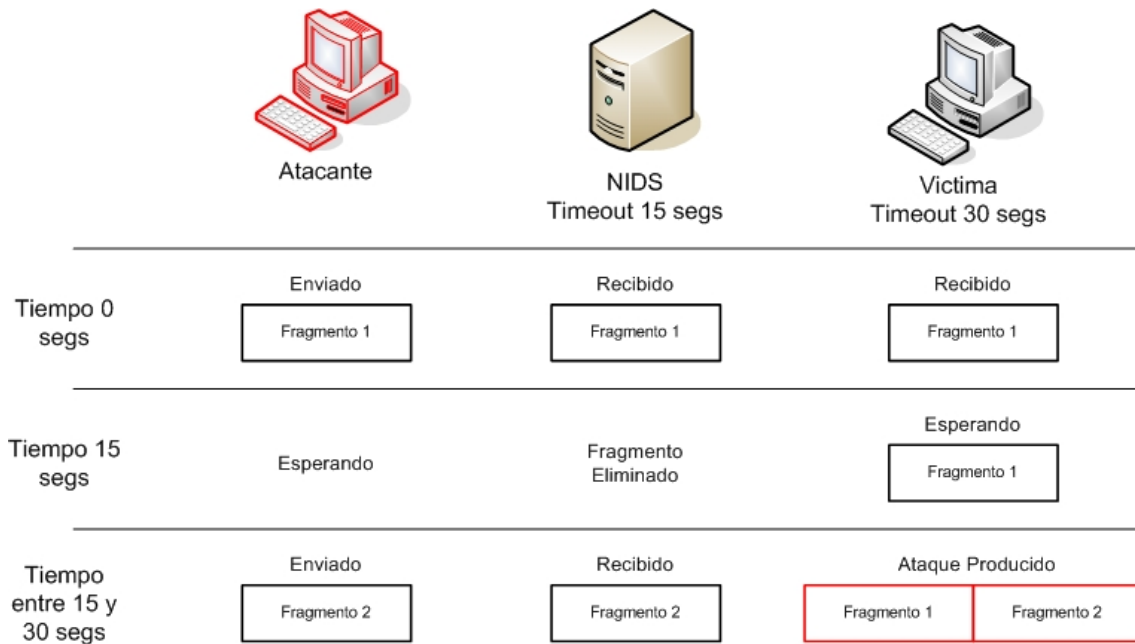 Atacante
NIDS
Timeout 15 segs
Victima
Timeout 30 segs
Tiempo 0
segs
Enviado
Fragmento 1
Recibido
Fragmento 1
Recibido
Fragmento 1
Tiempo 15
segs
Esperando
Fragmento
Eliminado
Esperando
Fragmento 1
Tiempo
entre 15 y
30 segs
Enviado
Fragmento 2
Recibido
Fragmento 2
Ataque Producido
Fragmento 1
Fragmento 2